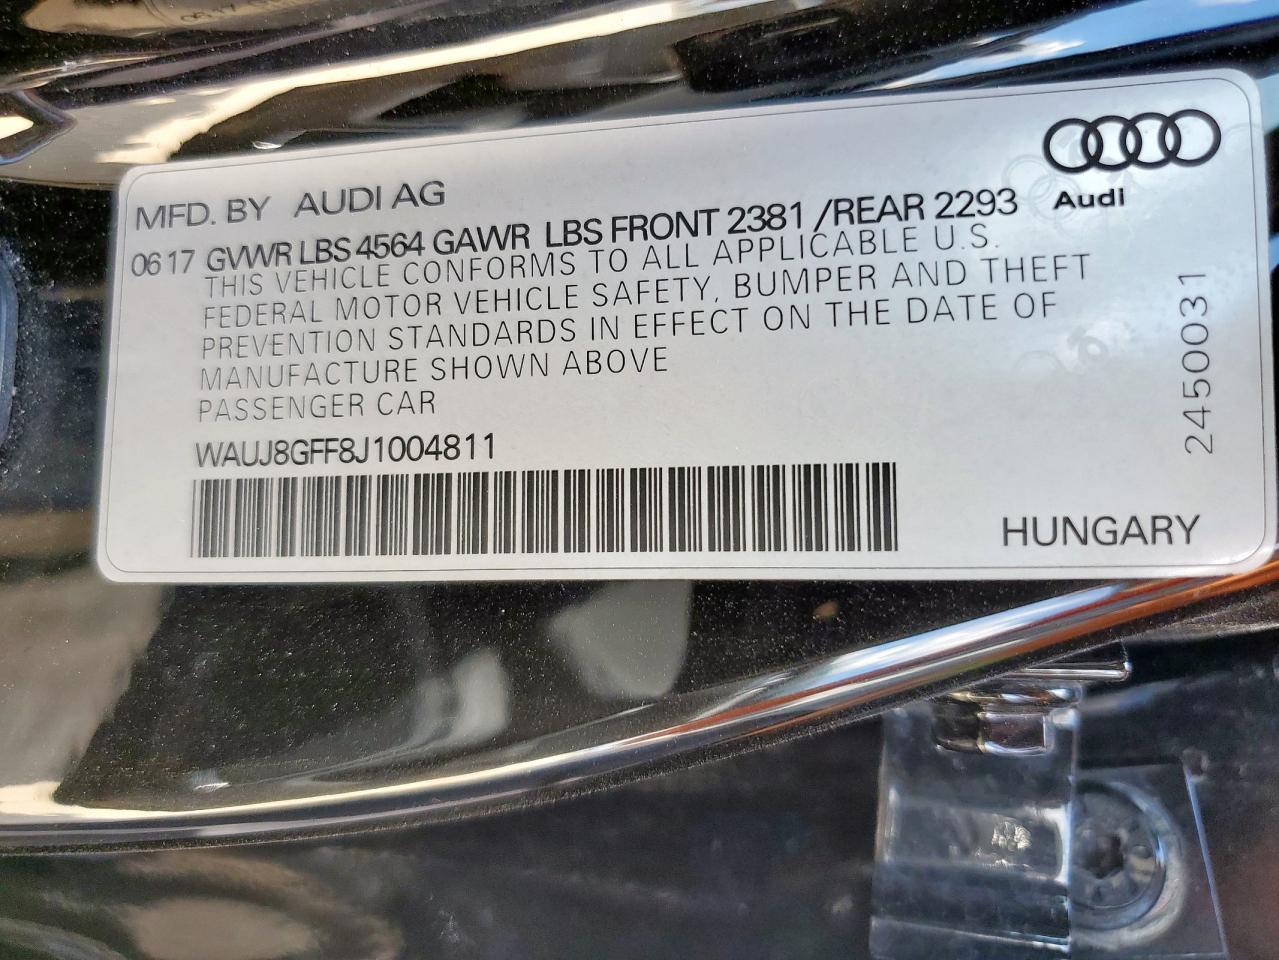 MFD. BY AUDI AG
06 17 GVWR LBS 4564 GAWR LBS FRONT 2381 /REAR 2293
THIS VEHICLE CONFORMS TO ALL APPLICABLE U.S.
FEDERAL MOTOR VEHICLE SAFETY, BUMPER AND THEFT
PREVENTION STANDARDS IN EFFECT ON THE DATE OF
MANUFACTURE SHOWN ABOVE
PASSENGER CAR
WAUJ8GFF8J1004811
Audi
2450031
HUNGARY